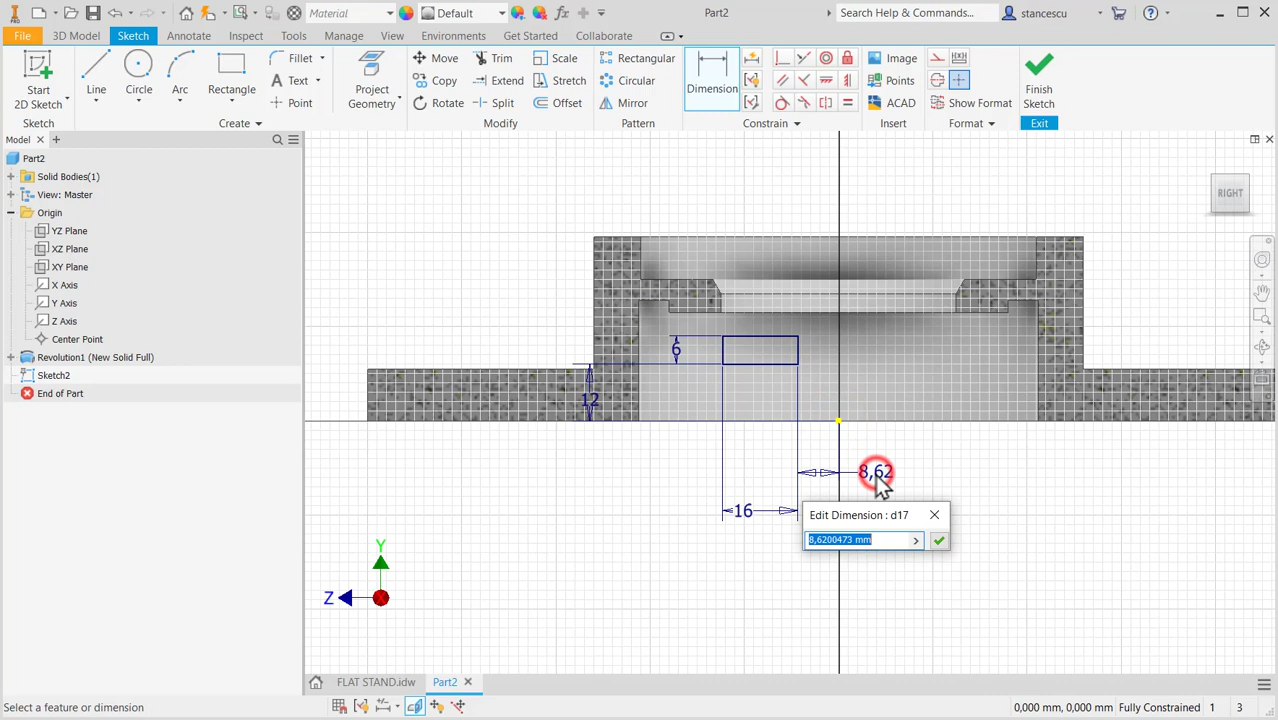 Material
Default
Part2
Search Help & Commands...
stancescu
PRO
File
3D Model
Sketch
Annotate
Inspect
Tools
Manage
View
Environments
Get Started
Collaborate
Start
2D Sketch
Line
Circle
Arc
Rectangle
Fillet
Text
Point
Project
Geometry
Move
Trim
Scale
Copy
Extend
Stretch
Rotate
Split
Offset
Rectangular
Circular
Mirror
Dimension
Image
Points
ACAD
Show Format
Finish
Sketch
Sketch
Create
Modify
Pattern
Constrain
Insert
Format
Exit
Model
Part2
Solid Bodies(1)
View: Master
Origin
YZ Plane
XZ Plane
XY Plane
X Axis
Y Axis
Z Axis
Center Point
Revolution1 (New Solid Full)
Sketch2
End of Part
RIGHT
6
12
8,62
16
Edit Dimension : d17
8,6200473 mm
Y
Z
FLAT STAND.idw
Part2
Select a feature or dimension
0,000 mm, 0,000 mm
Fully Constrained
1
3